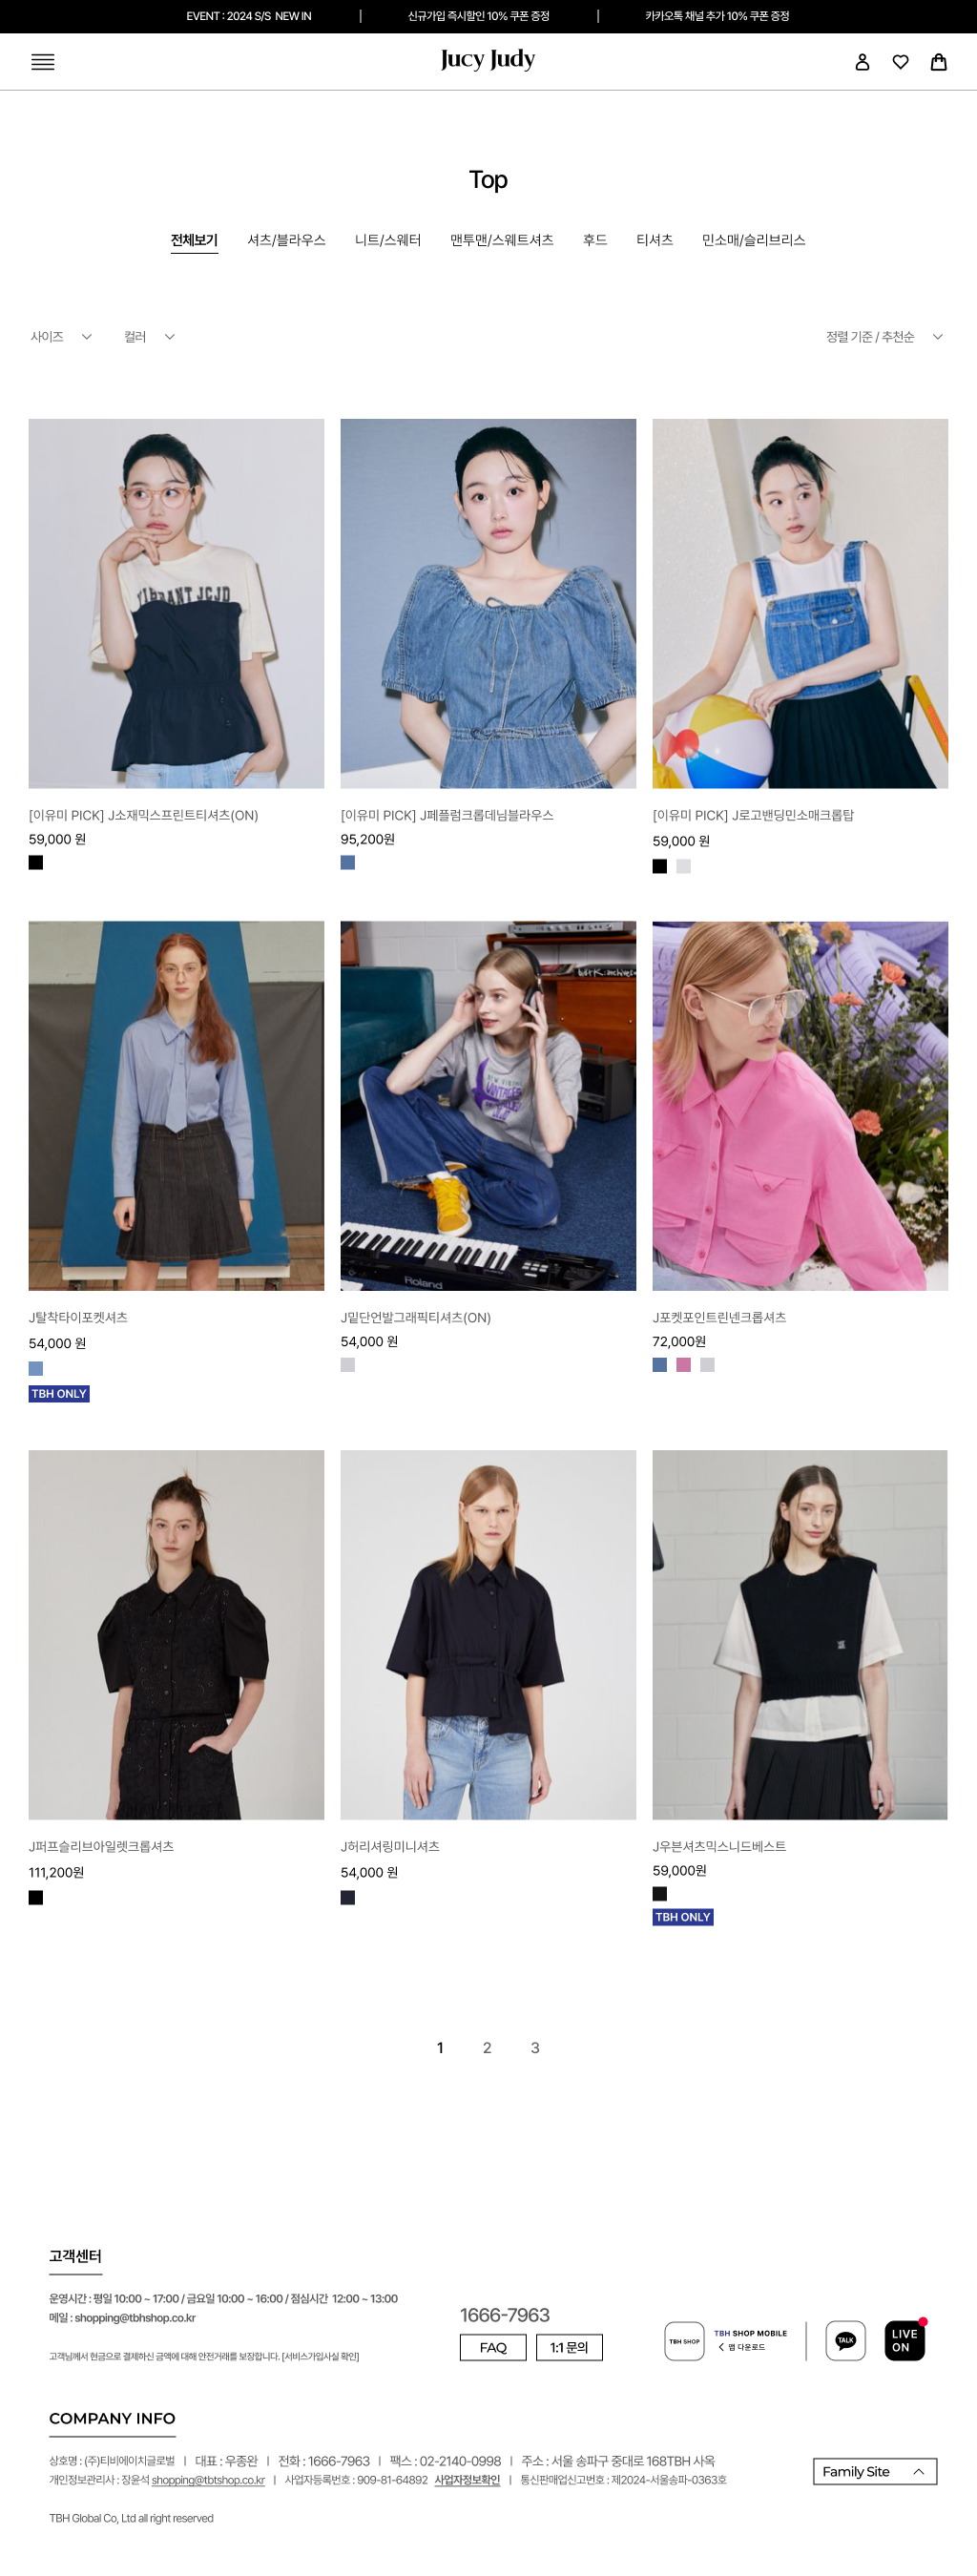 EVENT : 2024 S/S NEW IN | 신규가입 즉시할인 10% 쿠폰 증정 | 카카오톡 채널 추가 10% 쿠폰 증정
Jucy Judy
Top
전체보기 셔츠/블라우스 니트/스웨터 맨투맨/스웨트셔츠 후드 티셔츠 민소매/슬리브리스
사이즈 컬러 정렬 기준 / 추천순
[이유미 PICK] J소재믹스프린트티셔츠(ON)
59,000 원
[이유미 PICK] J페플럼크롭데님블라우스
95,200원
[이유미 PICK] J로고밴딩민소매크롭탑
59,000 원
Roland
J탈착타이포켓셔츠
54,000 원
TBH ONLY
J밑단언발그래픽티셔츠(ON)
54,000 원
J포켓포인트린넨크롭셔츠
72,000원
J퍼프슬리브아일렛크롭셔츠
111,200원
J허리셔링미니셔츠
54,000 원
J우븐셔츠믹스니드베스트
59,000원
TBH ONLY
1 2 3
고객센터
운영시간 : 평일 10:00 ~ 17:00 / 금요일 10:00 ~ 16:00 / 점심시간 12:00 ~ 13:00
메일 : shopping@tbhshop.co.kr
고객님께서 현금으로 결제하신 금액에 대해 안전거래를 보장합니다. [서비스가입사실 확인]
1666-7963
FAQ 1:1 문의
TBH SHOP
TBH SHOP MOBILE
앱 다운로드
TALK
LIVE
ON
COMPANY INFO
상호명 : (주)티비에이치글로벌 | 대표 : 우종완 | 전화 : 1666-7963 | 팩스 : 02-2140-0998 | 주소 : 서울 송파구 중대로 168TBH 사옥
개인정보관리사 : 장윤석 shopping@tbtshop.co.kr | 사업자등록번호 : 909-81-64892 사업자정보확인 | 통신판매업신고번호 : 제2024-서울송파-0363호
Family Site
TBH Global Co, Ltd all right reserved